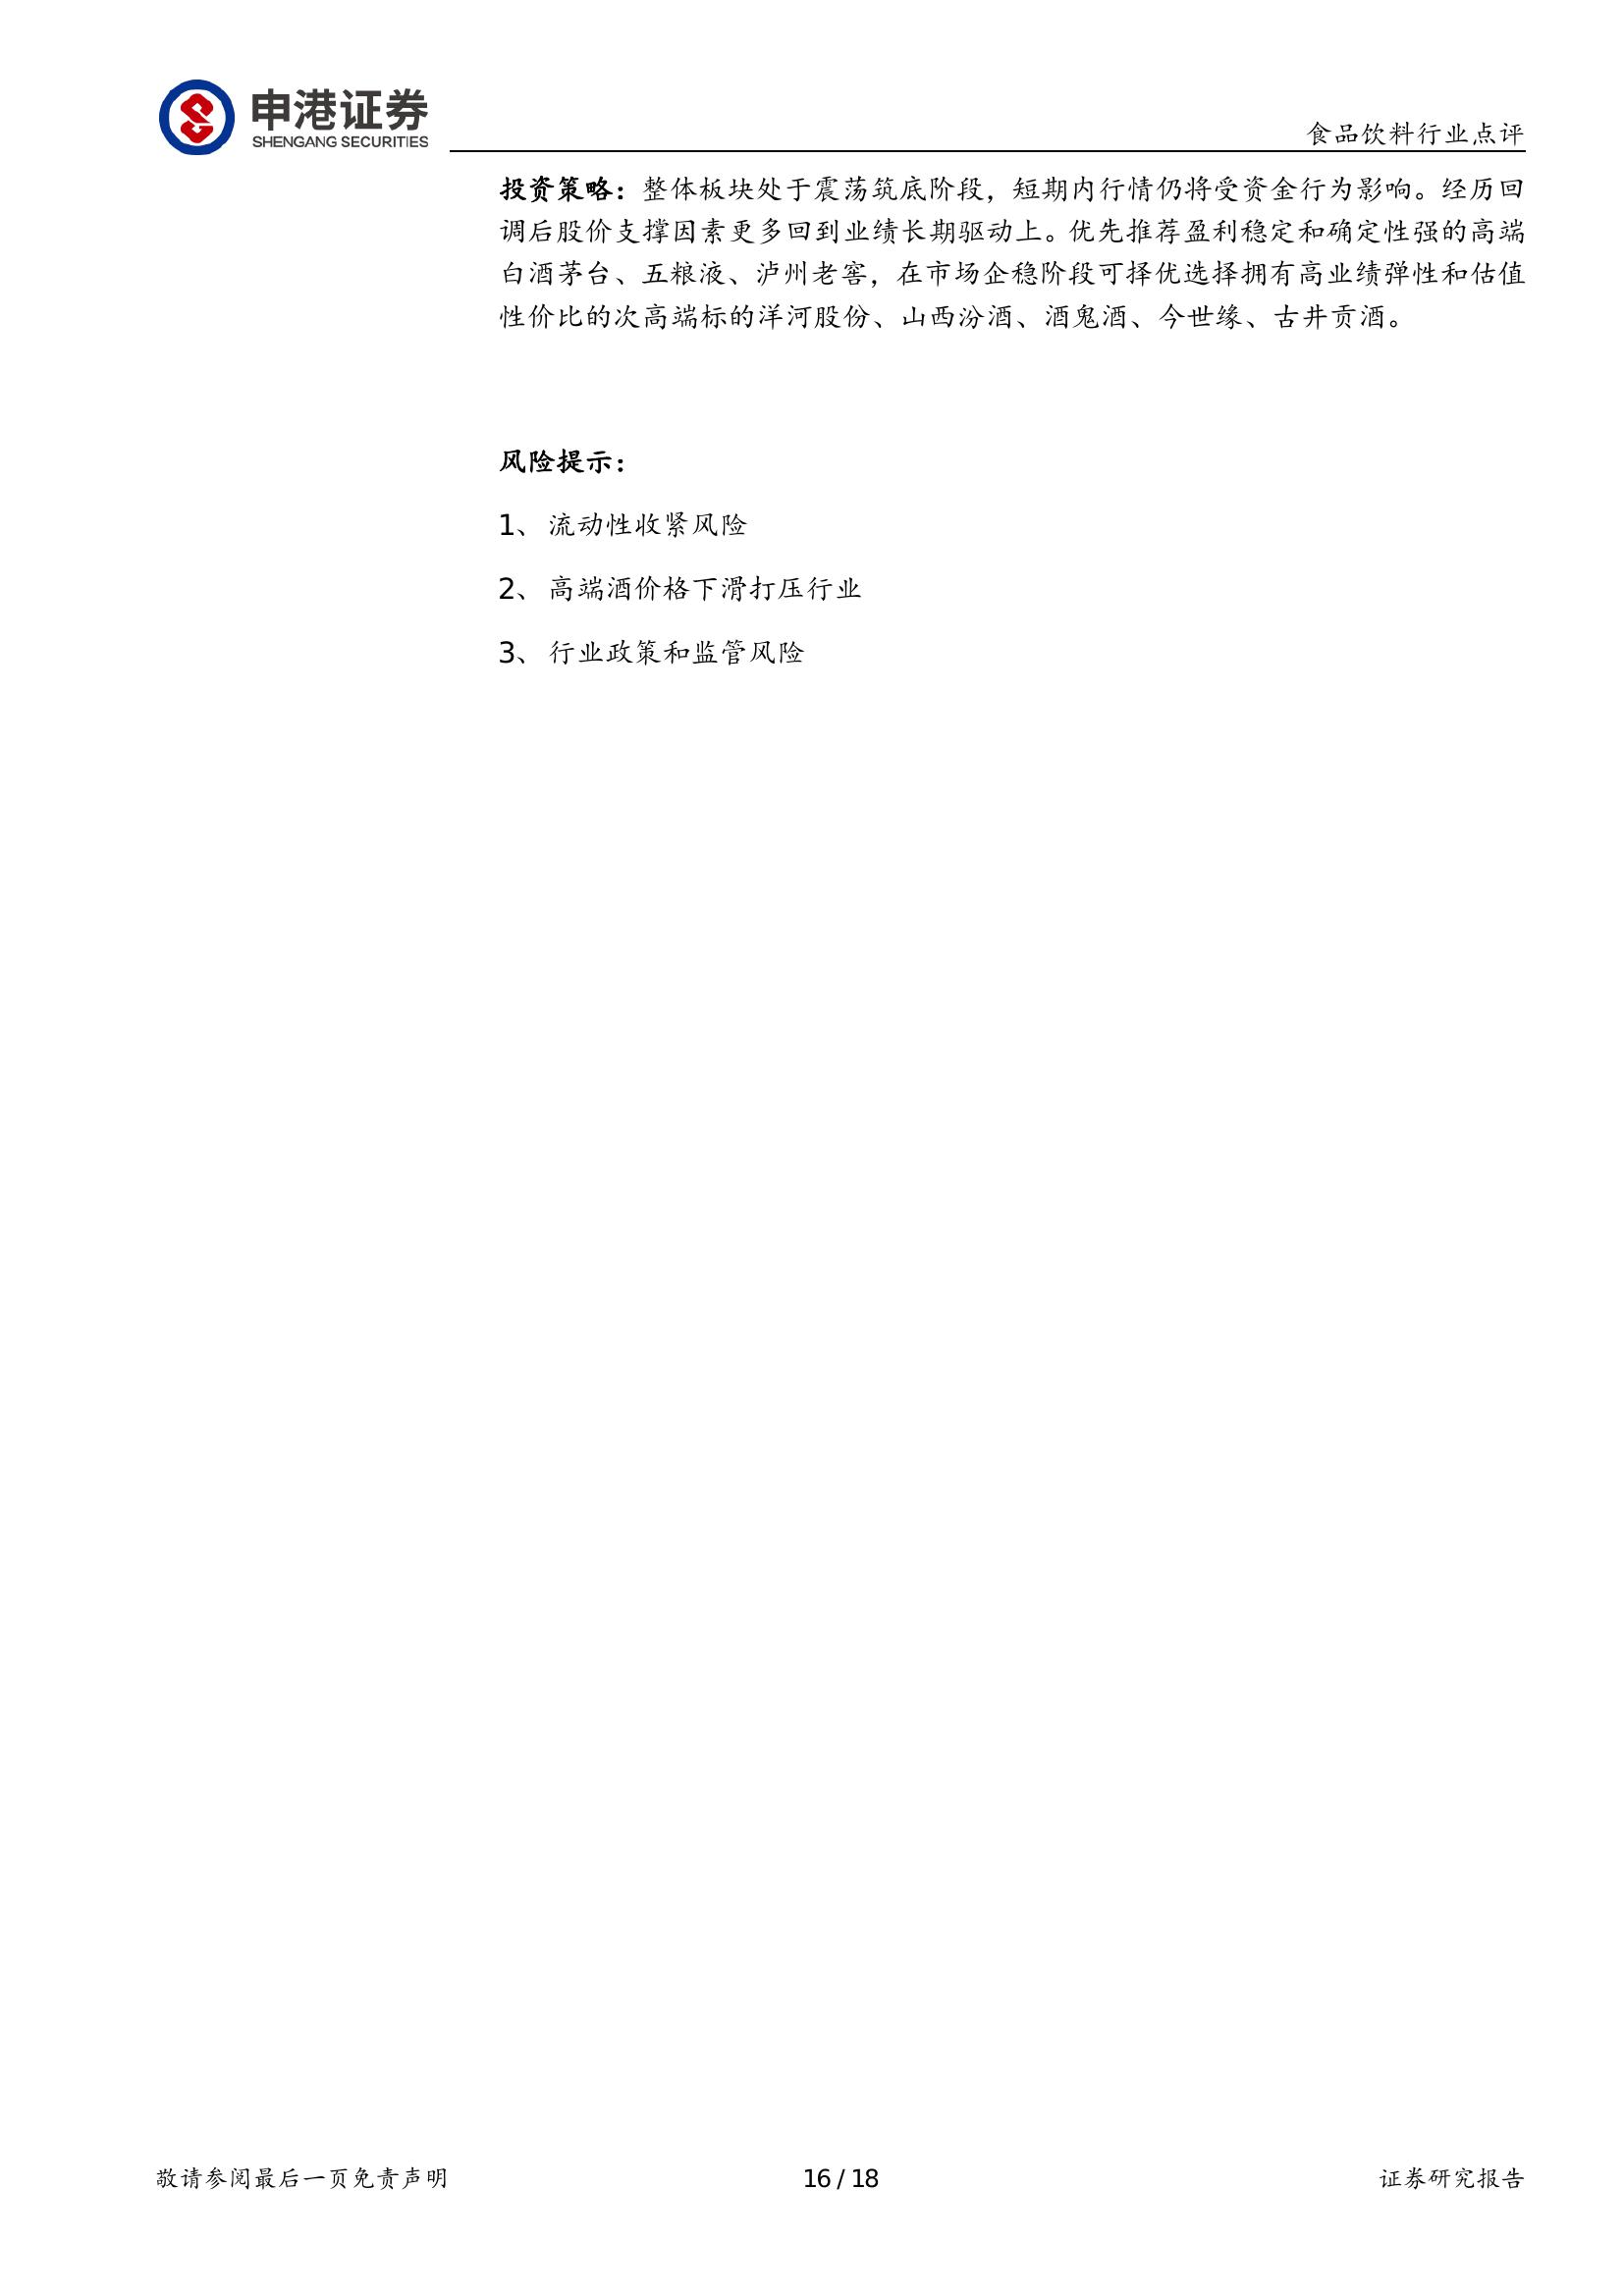 申港证券
SHENGANG SECURITIES
食品饮料行业点评
投资策略：整体板块处于震荡筑底阶段，短期内行情仍将受资金行为影响。经历回
调后股价支撑因素更多回到业绩长期驱动上。优先推荐盈利稳定和确定性强的高端
白酒茅台、五粮液、泸州老窖，在市场企稳阶段可择优选择拥有高业绩弹性和估值
性价比的次高端标的洋河股份、山西汾酒、酒鬼酒、今世缘、古井贡酒。
风险提示：
1、 流动性收紧风险
2、 高端酒价格下滑打压行业
3、 行业政策和监管风险
敬请参阅最后一页免责声明
16 / 18
证券研究报告